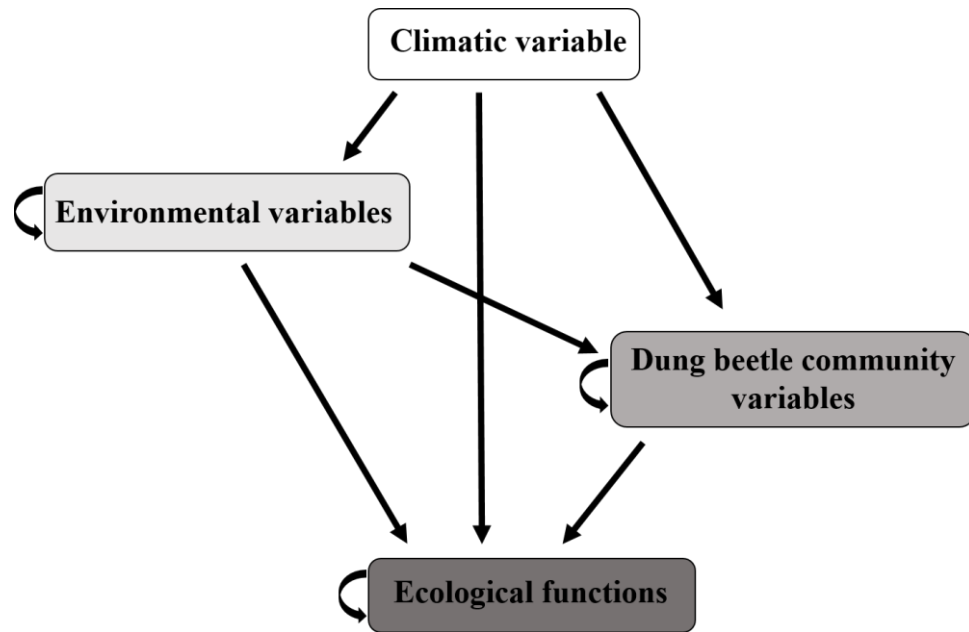 Climatic variable
Environmental variables
Dung beetle community
variables
Ecological functions